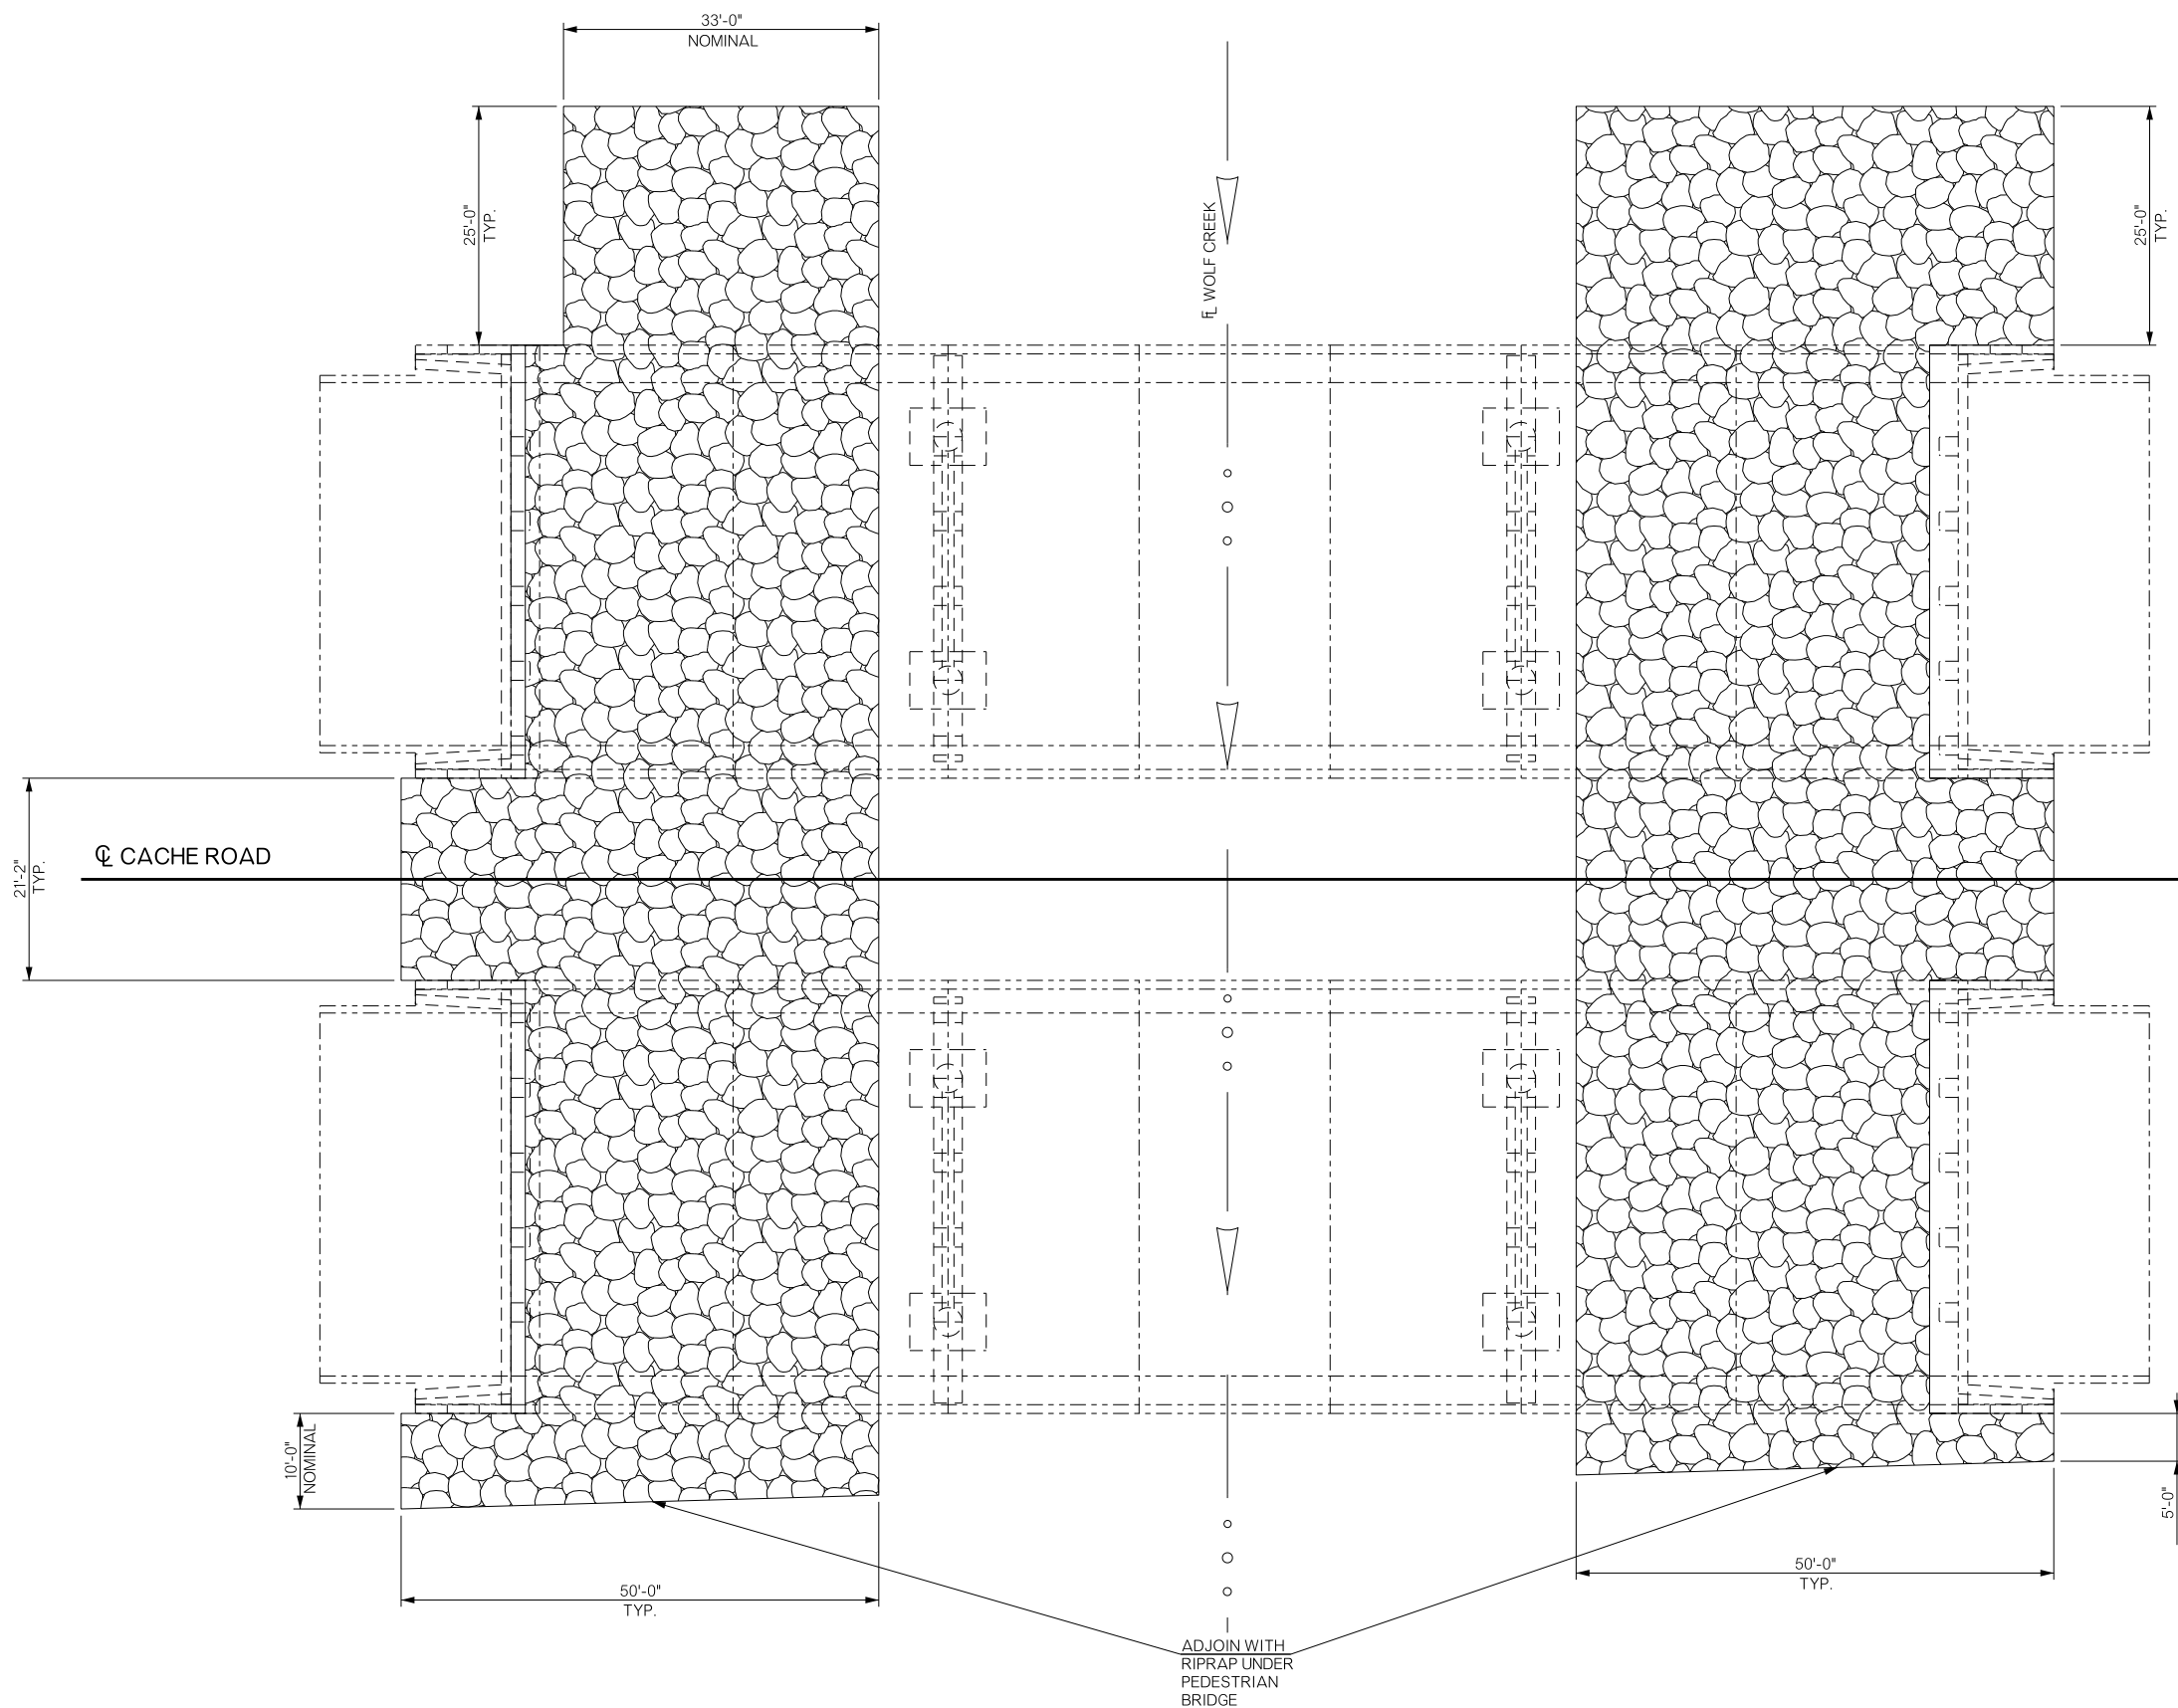 33'-0"
NOMINAL
25'-0"
TYP.
℄ WOLF CREEK
25'-0"
TYP.
℄ CACHE ROAD
21'-2"
TYP.
10'-0"
NOMINAL
5'-0"
50'-0"
TYP.
50'-0"
TYP.
ADJOIN WITH
RIPRAP UNDER
PEDESTRIAN
BRIDGE